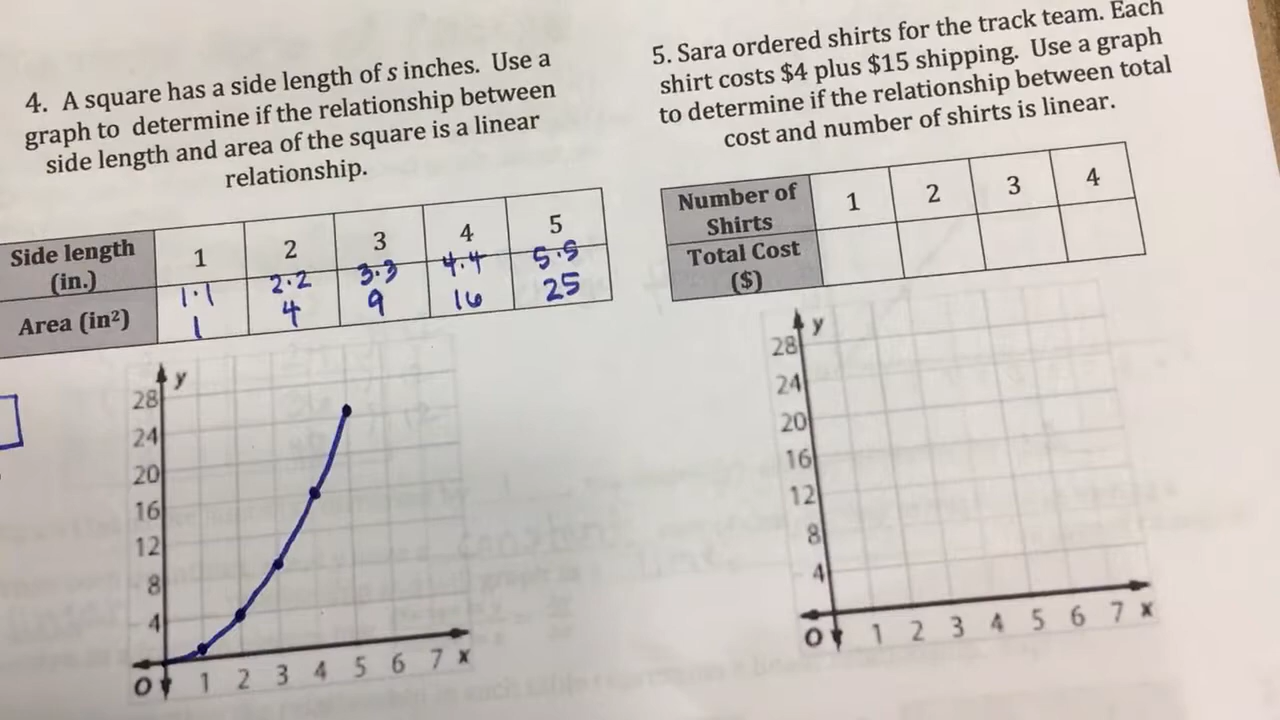 4. A square has a side length of s inches. Use a
graph to determine if the relationship between
side length and area of the square is a linear
relationship.
Side length
(in.)
1
2
3
4
5
Area (in²)
1·1
2·2
3·3
4·4
5·5
1
4
9
16
25
y
28
24
20
16
12
8
4
O
1 2 3 4 5 6 7 x
5. Sara ordered shirts for the track team. Each
shirt costs $4 plus $15 shipping. Use a graph
to determine if the relationship between total
cost and number of shirts is linear.
Number of
Shirts
1
2
3
4
Total Cost
($)
y
28
24
20
16
12
8
4
O
1 2 3 4 5 6 7 x